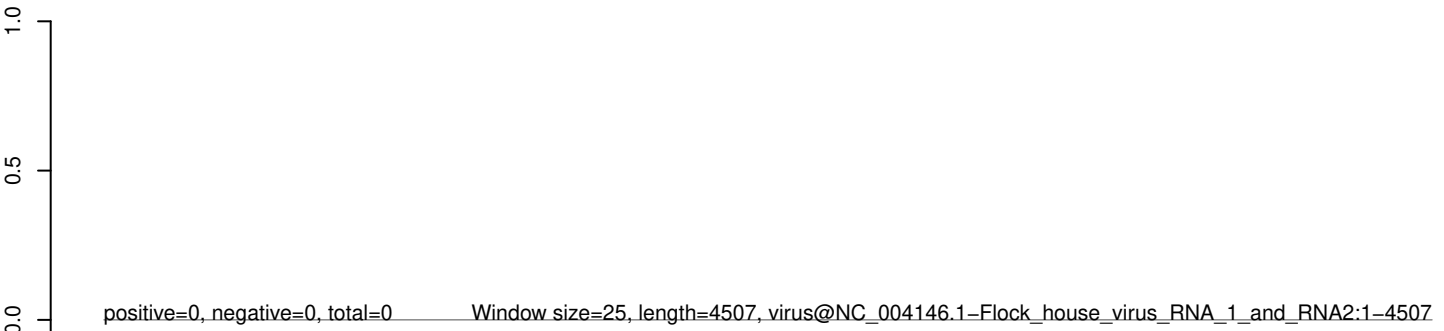 1.0
0.5
0.0
positive=0, negative=0, total=0 Window size=25, length=4507, virus@NC_004146.1−Flock_house_virus_RNA_1_and_RNA2:1−4507